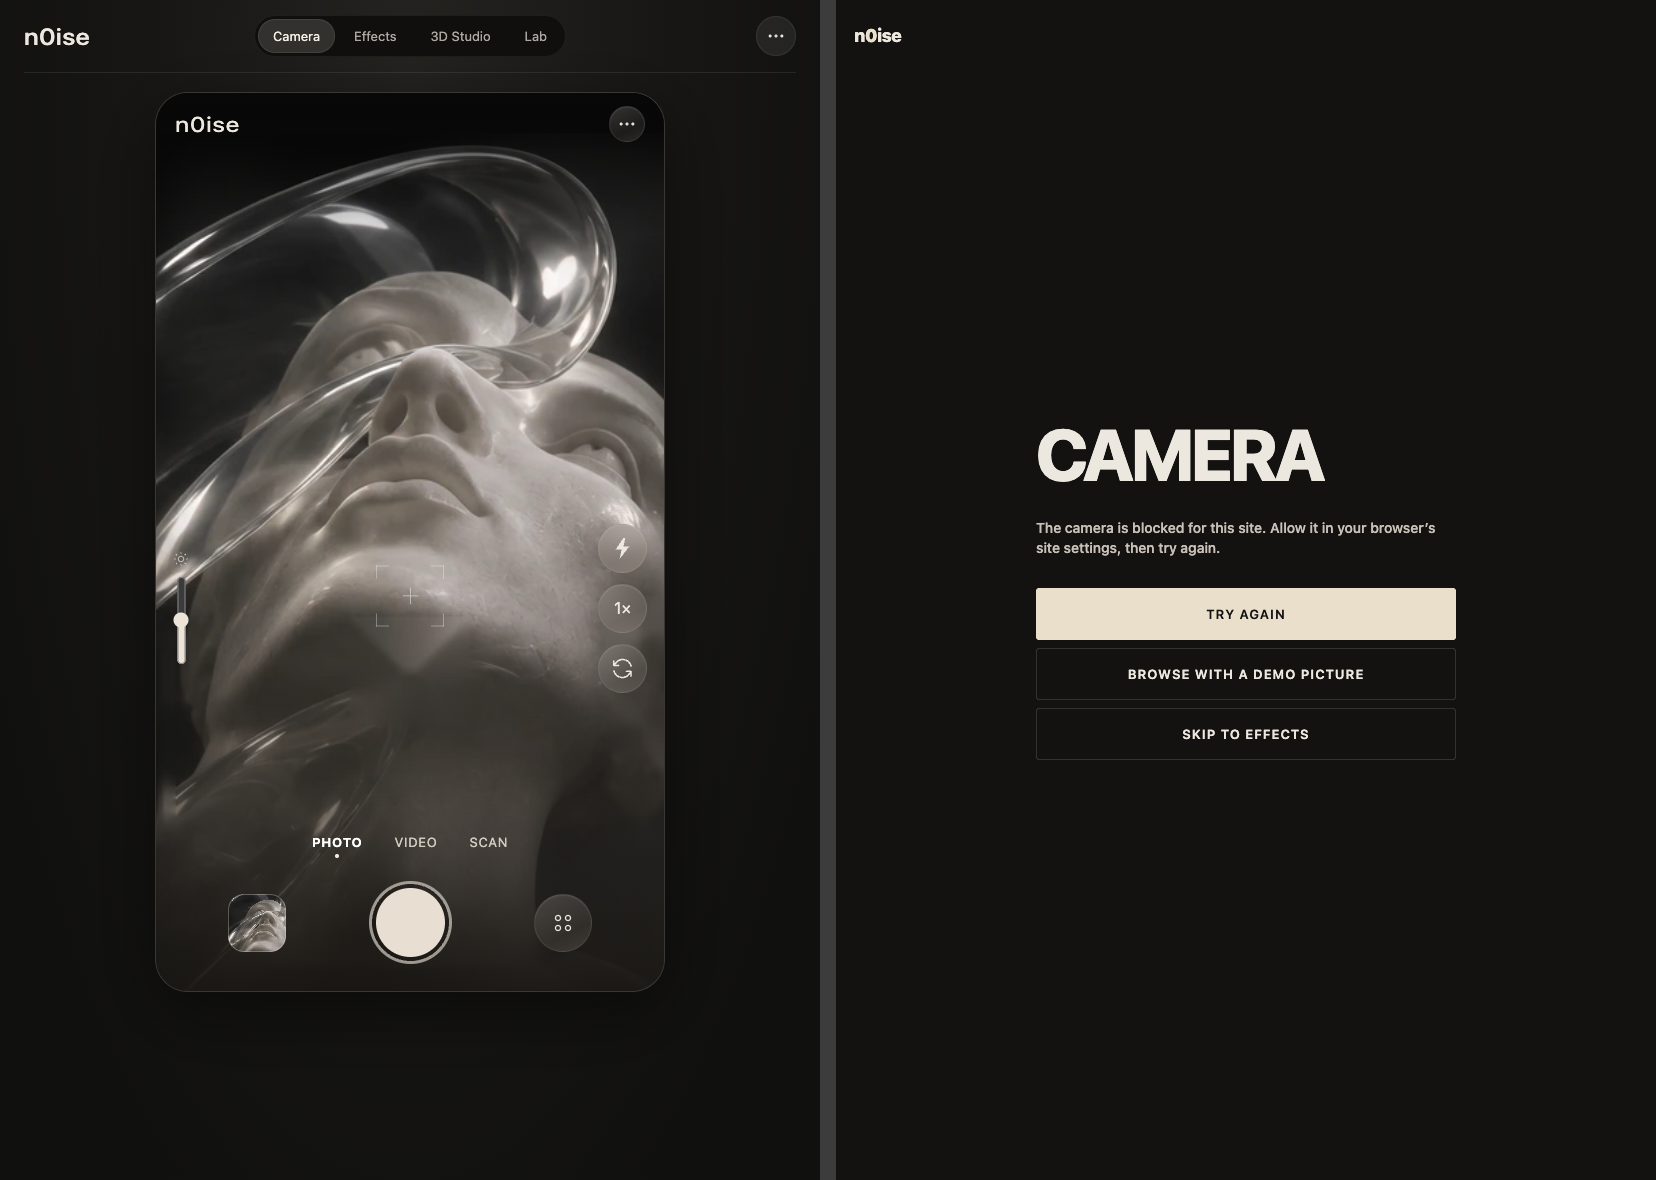 n0ise
Camera
Effects
3D Studio
Lab
n0ise
1×
PHOTO
VIDEO
SCAN
n0ise
CAMERA
The camera is blocked for this site. Allow it in your browser’s
site settings, then try again.
TRY AGAIN
BROWSE WITH A DEMO PICTURE
SKIP TO EFFECTS